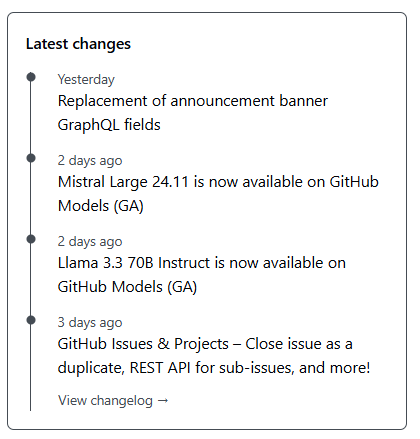 Latest changes
Yesterday
Replacement of announcement banner
GraphQL fields
2 days ago
Mistral Large 24.11 is now available on GitHub
Models (GA)
2 days ago
Llama 3.3 70B Instruct is now available on
GitHub Models (GA)
3 days ago
GitHub Issues & Projects – Close issue as a
duplicate, REST API for sub-issues, and more!
View changelog →